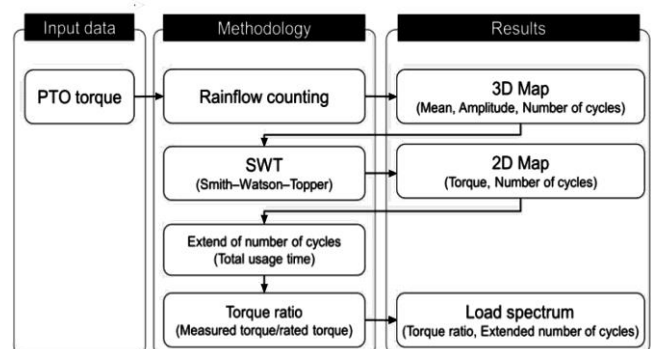 Input data
Methodology
Results
PTO torque
Rainflow counting
3D Map
(Mean, Amplitude, Number of cycles)
SWT
(Smith–Watson–Topper)
2D Map
(Torque, Number of cycles)
Extend of number of cycles
(Total usage time)
Torque ratio
(Measured torque/rated torque)
Load spectrum
(Torque ratio, Extended number of cycles)